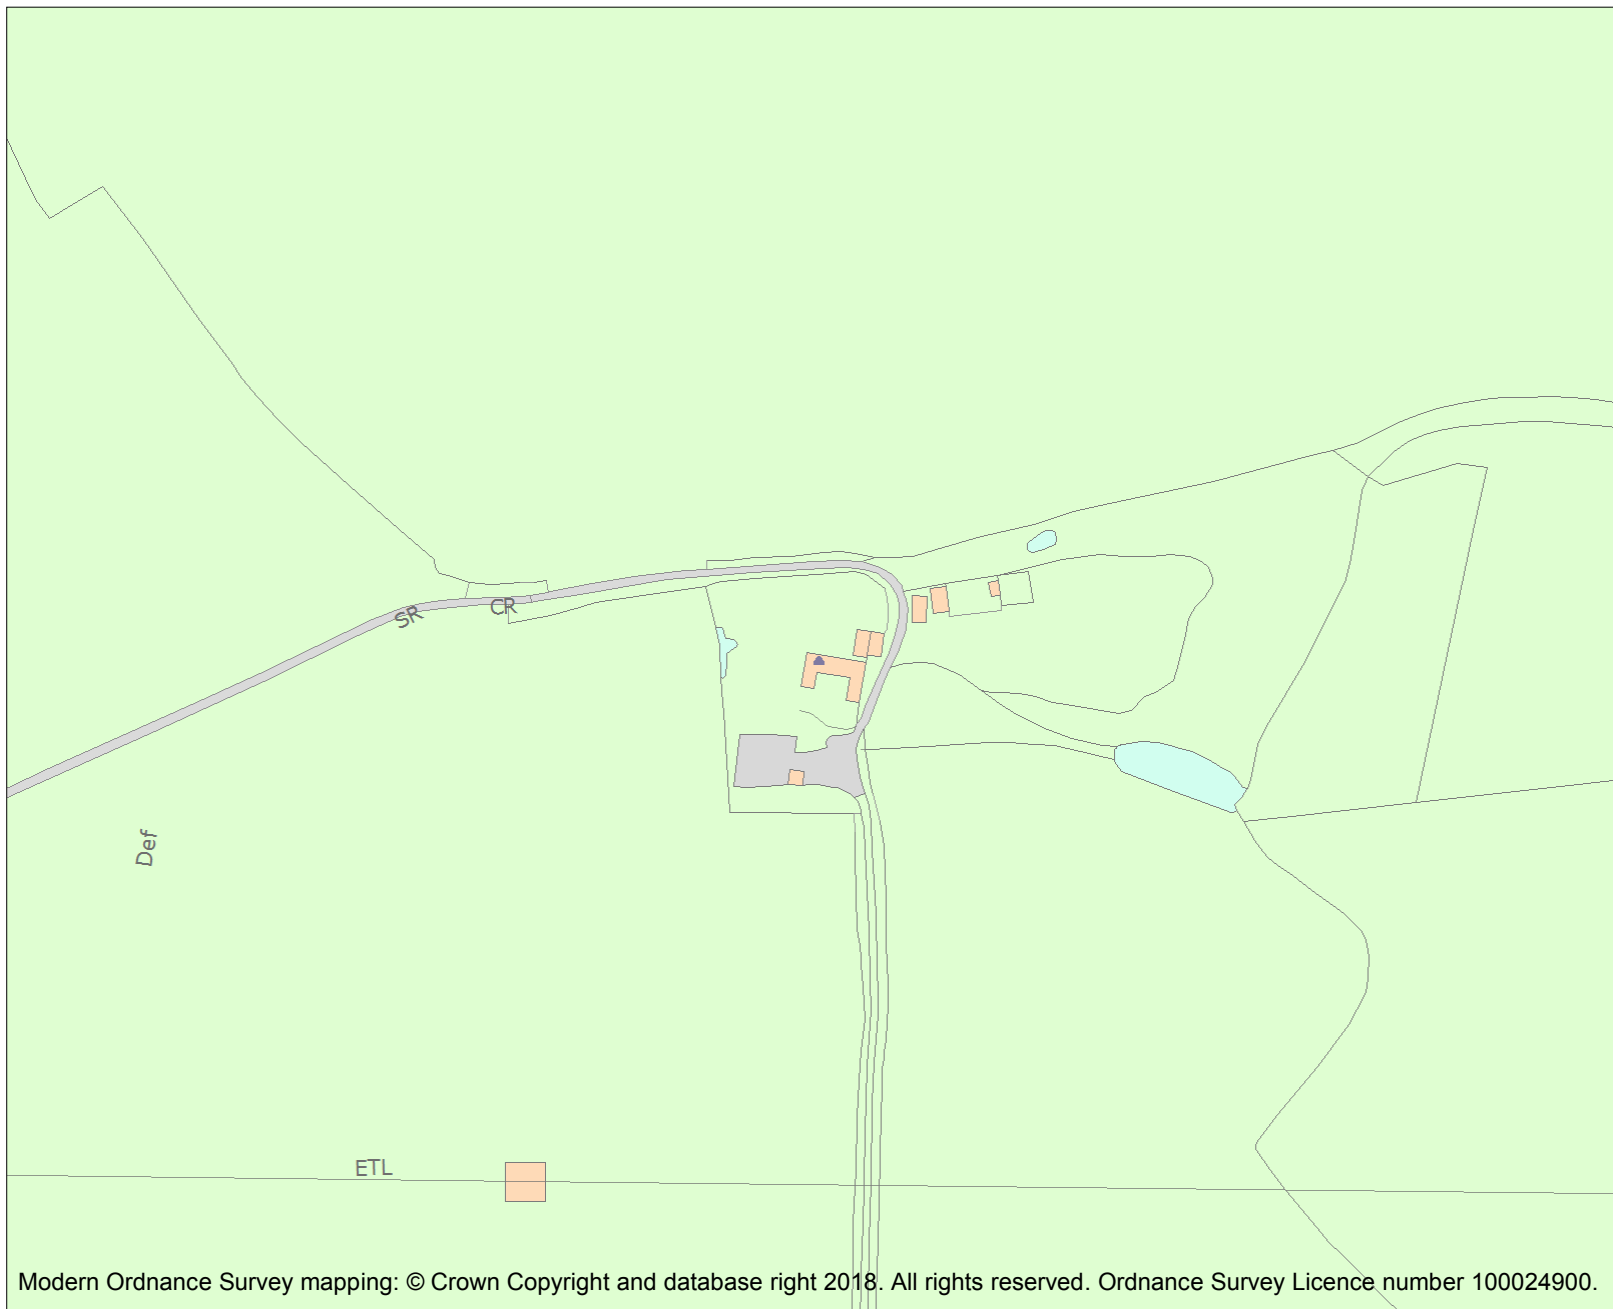 CR
SR
Def
ETL
Modern Ordnance Survey mapping: © Crown Copyright and database right 2018. All rights reserved. Ordnance Survey Licence number 100024900.